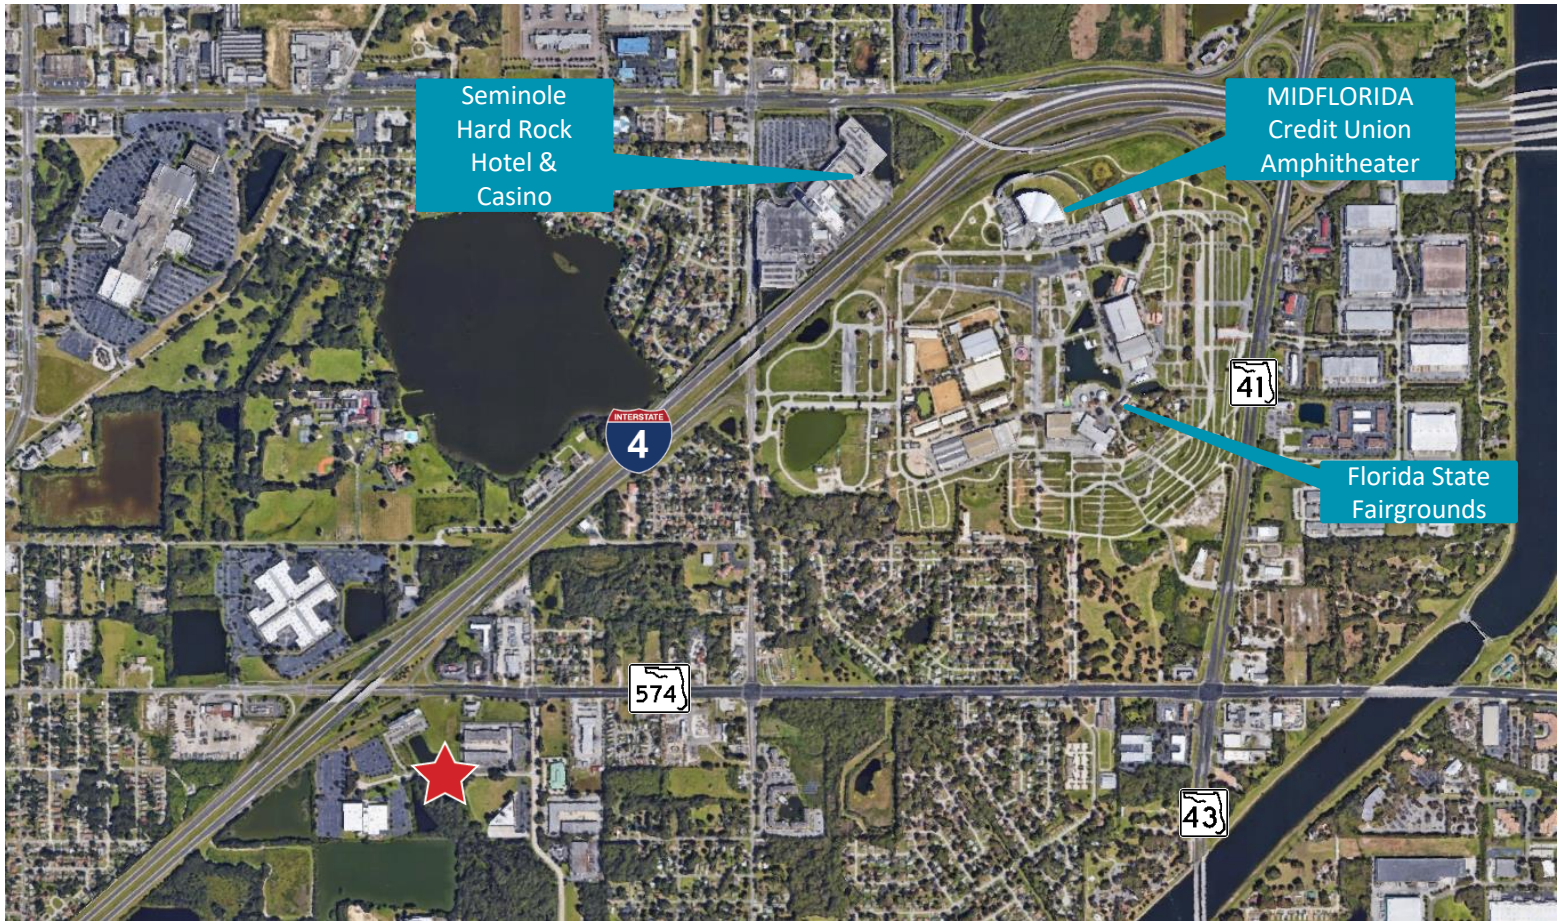 Seminole
Hard Rock
Hotel &
Casino
MIDFLORIDA
Credit Union
Amphitheater
41
INTERSTATE
4
Florida State
Fairgrounds
574
43